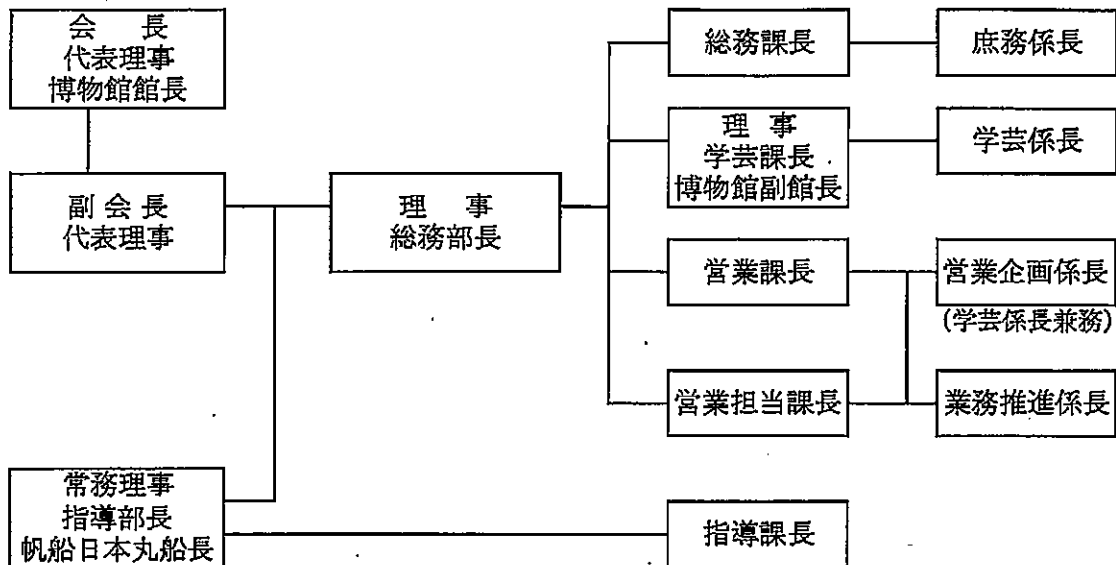 会 長
代表理事
博物館館長
副 会 長
代表理事
常務理事
指導部長
帆船日本丸船長
理 事
総務部長
総務課長
理 事
学芸課長
博物館副館長
営業課長
営業担当課長
指導課長
庶務係長
学芸係長
営業企画係長
(学芸係長兼務)
業務推進係長